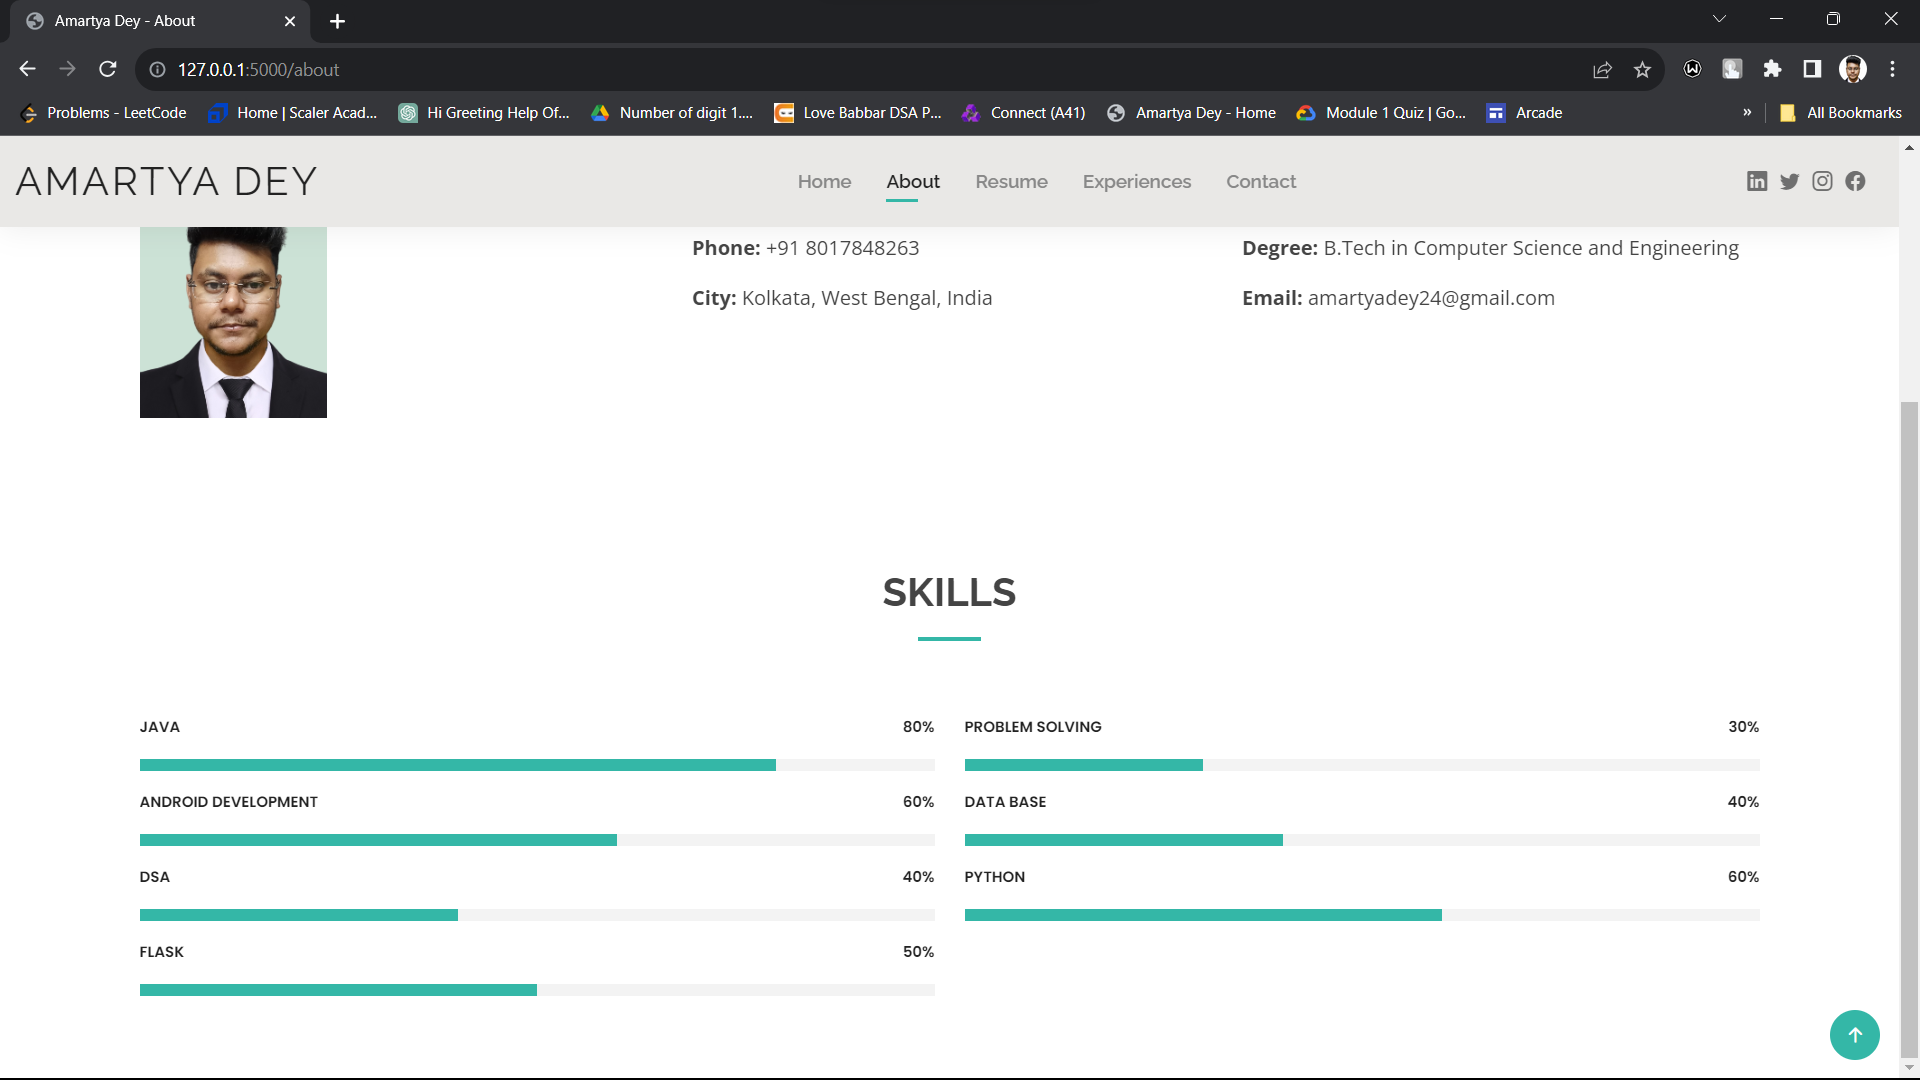 Amartya Dey - About
127.0.0.1:5000/about
Problems - LeetCode
Home | Scaler Acad...
Hi Greeting Help Of...
Number of digit 1....
Love Babbar DSA P...
Connect (A41)
Amartya Dey - Home
Module 1 Quiz | Go...
Arcade
»
All Bookmarks
AMARTYA DEY
Home
About
Resume
Experiences
Contact
Phone: +91 8017848263
Degree: B.Tech in Computer Science and Engineering
City: Kolkata, West Bengal, India
Email: amartyadey24@gmail.com
SKILLS
JAVA 80%
PROBLEM SOLVING 30%
ANDROID DEVELOPMENT 60%
DATA BASE 40%
DSA 40%
PYTHON 60%
FLASK 50%